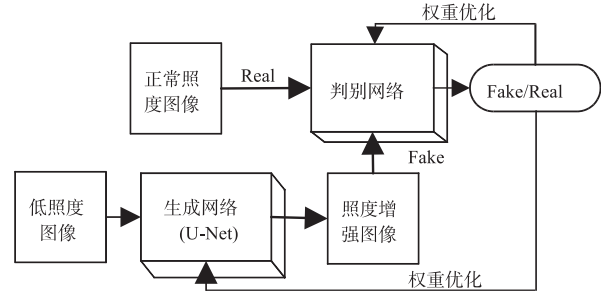 权重优化
正常照
度图像
Real
判别网络
Fake/Real
Fake
低照度
图像
生成网络
(U-Net)
照度增
强图像
权重优化